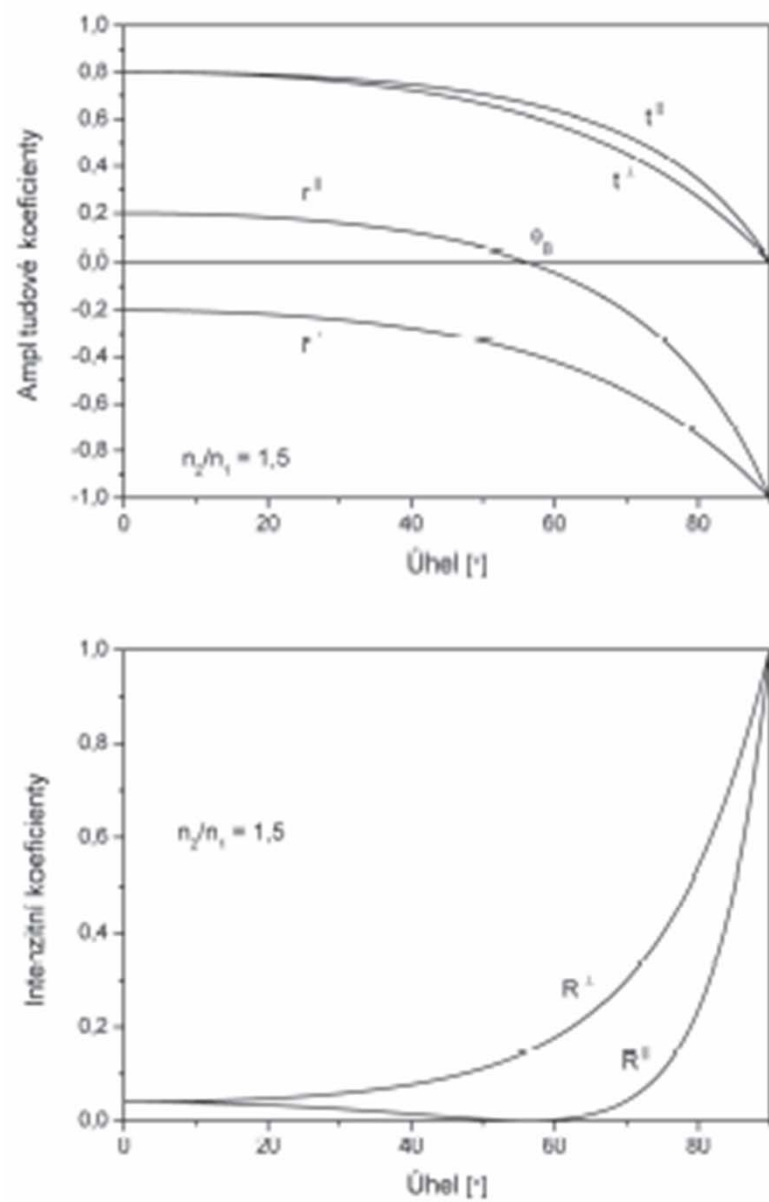 1,0
0,8
0,6
0,4
0,2
0,0
-0,2
-0,4
-0,6
-0,8
-1,0
Ampl tudové koeficienty
t∥
t⊥
r∥
θB
r
n2/n1 = 1,5
0 20 40 60 80
Úhel [°]
1,0
0,8
0,6
0,4
0,2
0,0
Intenzitní koeficienty
n2/n1 = 1,5
R⊥
R∥
0 20 40 60 80
Úhel [°]